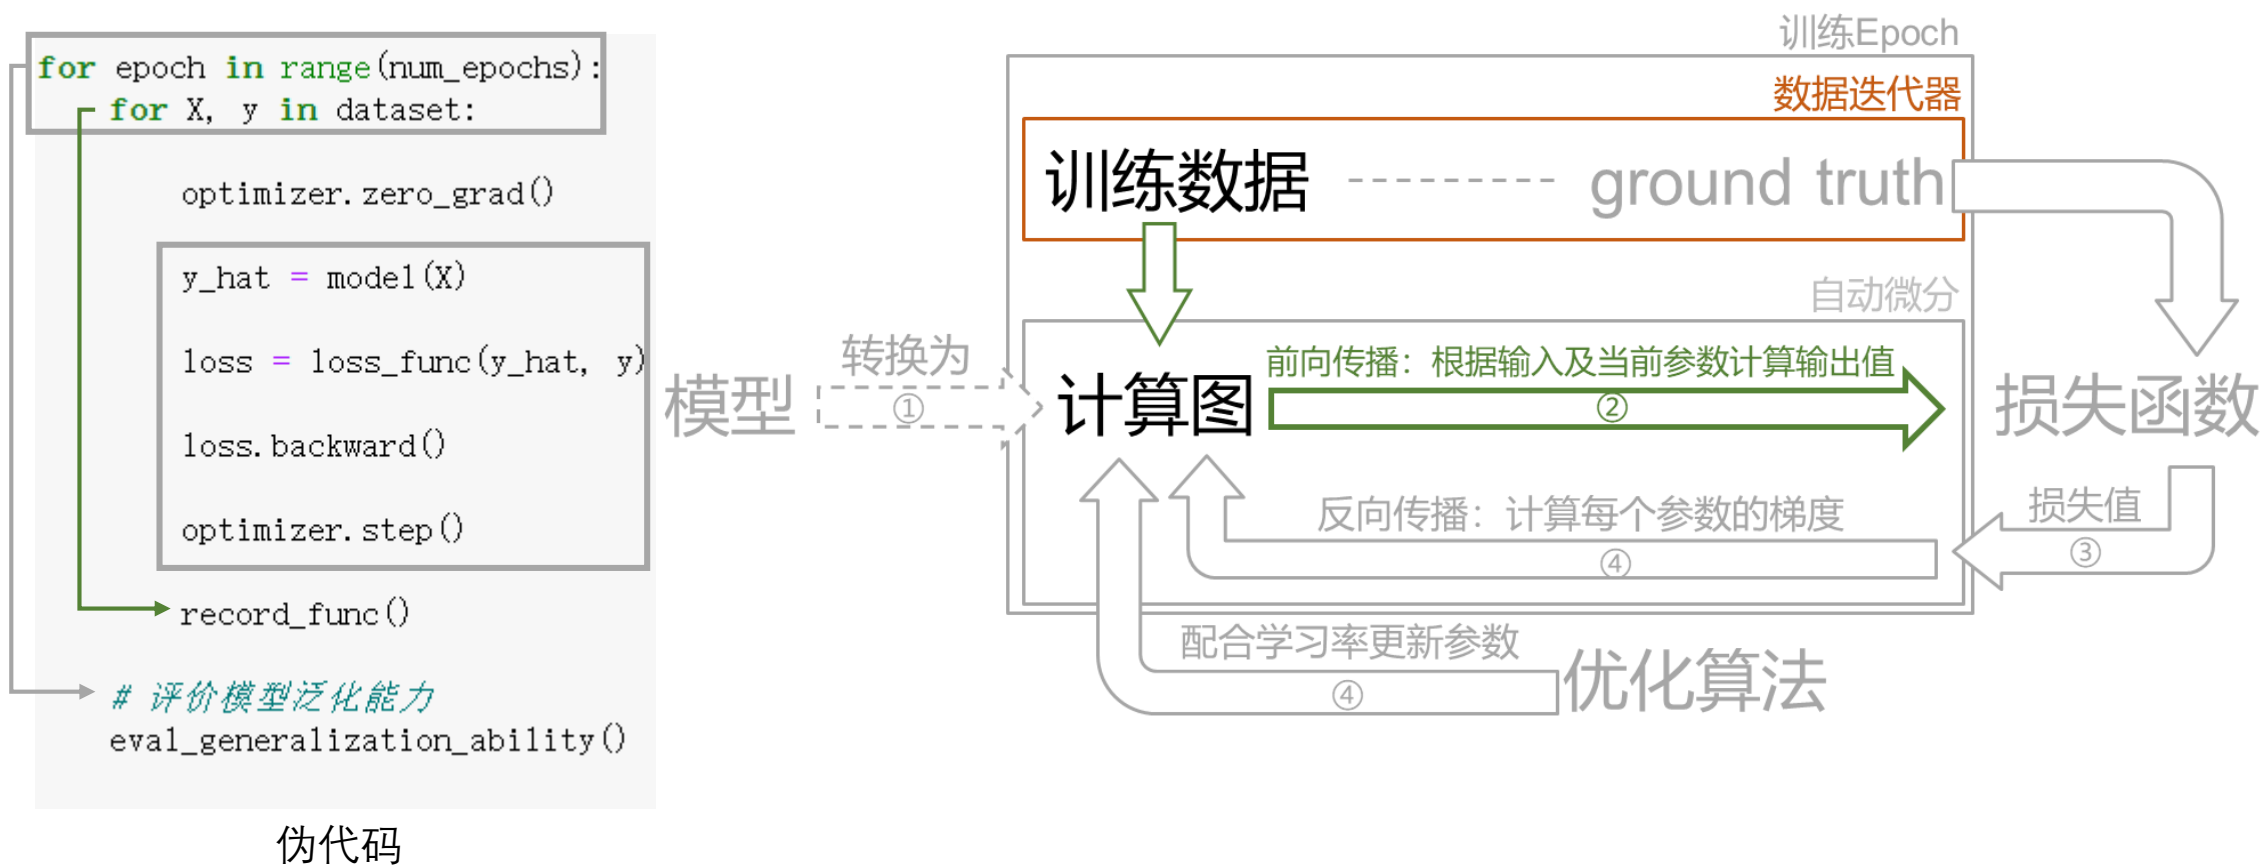 for epoch in range(num_epochs):
for X, y in dataset:
optimizer.zero_grad()
y_hat = model(X)
loss = loss_func(y_hat, y)
loss.backward()
optimizer.step()
record_func()
# 评价模型泛化能力
eval_generalization_ability()
伪代码
训练Epoch
数据迭代器
训练数据
ground truth
自动微分
模型
转换为
①
计算图
前向传播：根据输入及当前参数计算输出值
②
损失函数
损失值
③
反向传播：计算每个参数的梯度
④
配合学习率更新参数
④
优化算法